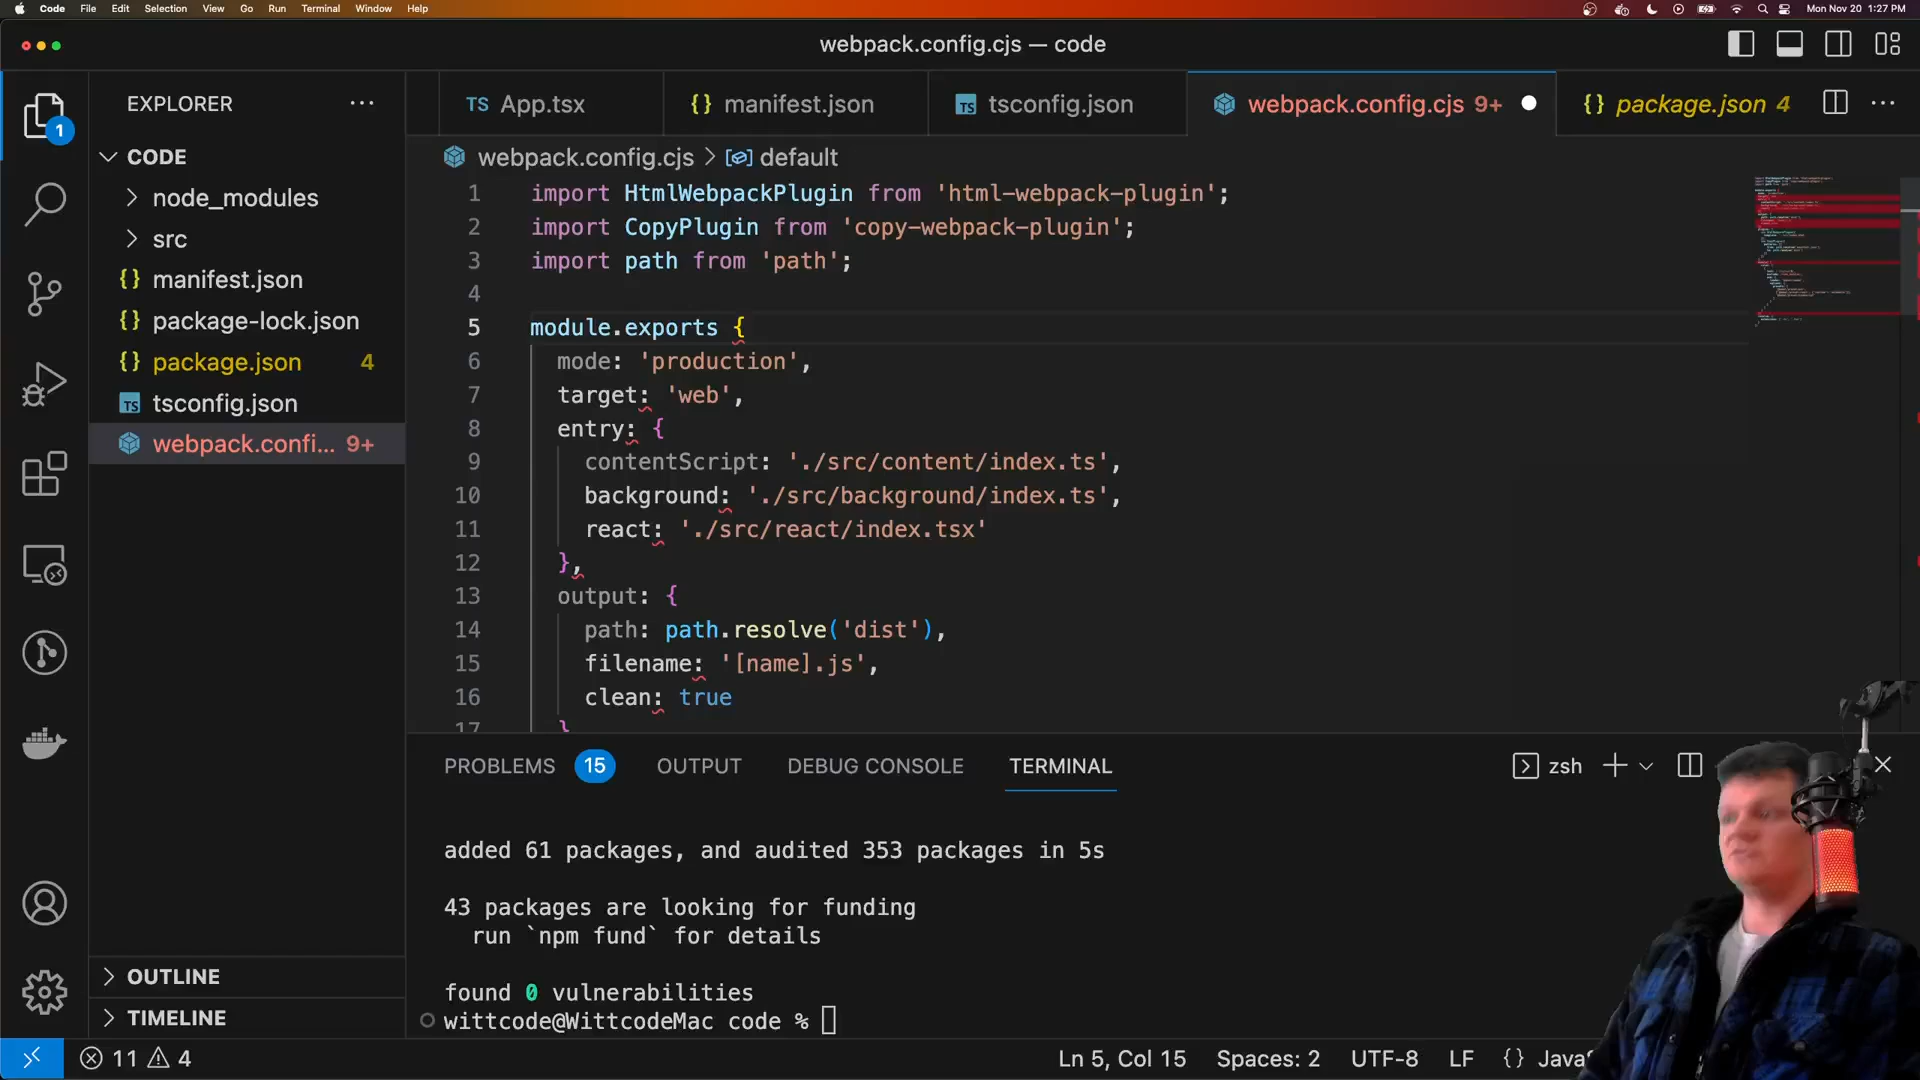 Code File Edit Selection View Go Run Terminal Window Help Mon Nov 20 1:27 PM
webpack.config.cjs — code
EXPLORER
TS App.tsx
{} manifest.json
TS tsconfig.json
webpack.config.cjs 9+
{} package.json 4
1
CODE
node_modules
src
{} manifest.json
{} package-lock.json
{} package.json 4
TS tsconfig.json
webpack.confi... 9+
OUTLINE
TIMELINE
webpack.config.cjs > default
1 import HtmlWebpackPlugin from 'html-webpack-plugin';
2 import CopyPlugin from 'copy-webpack-plugin';
3 import path from 'path';
4
5 module.exports {
6 mode: 'production',
7 target: 'web',
8 entry: {
9 contentScript: './src/content/index.ts',
10 background: './src/background/index.ts',
11 react: './src/react/index.tsx'
12 },
13 output: {
14 path: path.resolve('dist'),
15 filename: '[name].js',
16 clean: true
17 }
PROBLEMS 15 OUTPUT DEBUG CONSOLE TERMINAL zsh
added 61 packages, and audited 353 packages in 5s
43 packages are looking for funding
run `npm fund` for details
found 0 vulnerabilities
wittcode@WittcodeMac code %
11 4 Ln 5, Col 15 Spaces: 2 UTF-8 LF {}